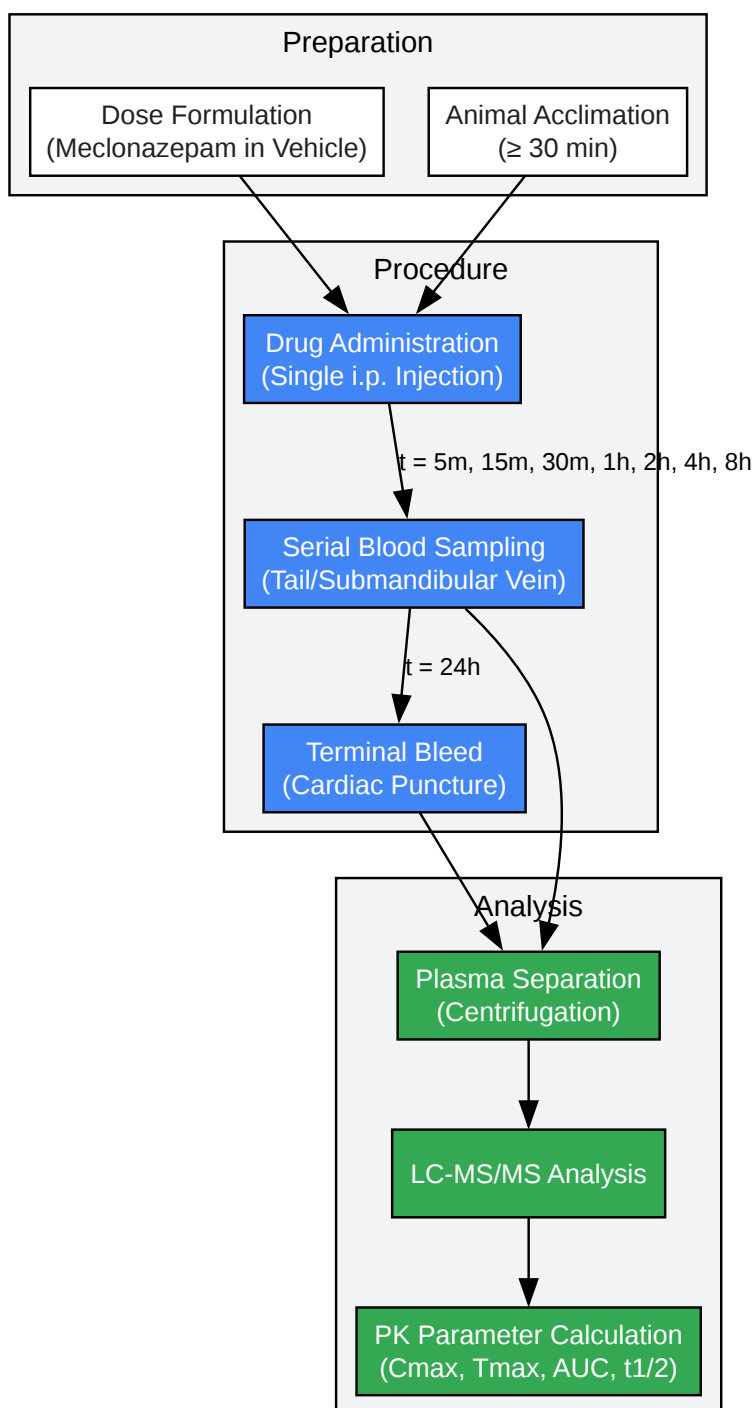 Preparation
Dose Formulation
(Meclonazepam in Vehicle)
Animal Acclimation
(≥ 30 min)
Procedure
Drug Administration
(Single i.p. Injection)
t = 5m, 15m, 30m, 1h, 2h, 4h, 8h
Serial Blood Sampling
(Tail/Submandibular Vein)
t = 24h
Terminal Bleed
(Cardiac Puncture)
Analysis
Plasma Separation
(Centrifugation)
LC-MS/MS Analysis
PK Parameter Calculation
(Cmax, Tmax, AUC, t1/2)